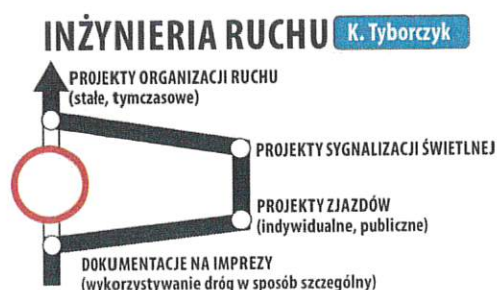 INŻYNIERIA RUCHU K. Tyborczyk
PROJEKTY ORGANIZACJI RUCHU
(stałe, tymczasowe)
PROJEKTY SYGNALIZACJI ŚWIETLNEJ
PROJEKTY ZJAZDÓW
(indywidualne, publiczne)
DOKUMENTACJE NA IMPREZY
(wykorzystywanie dróg w sposób szczególny)